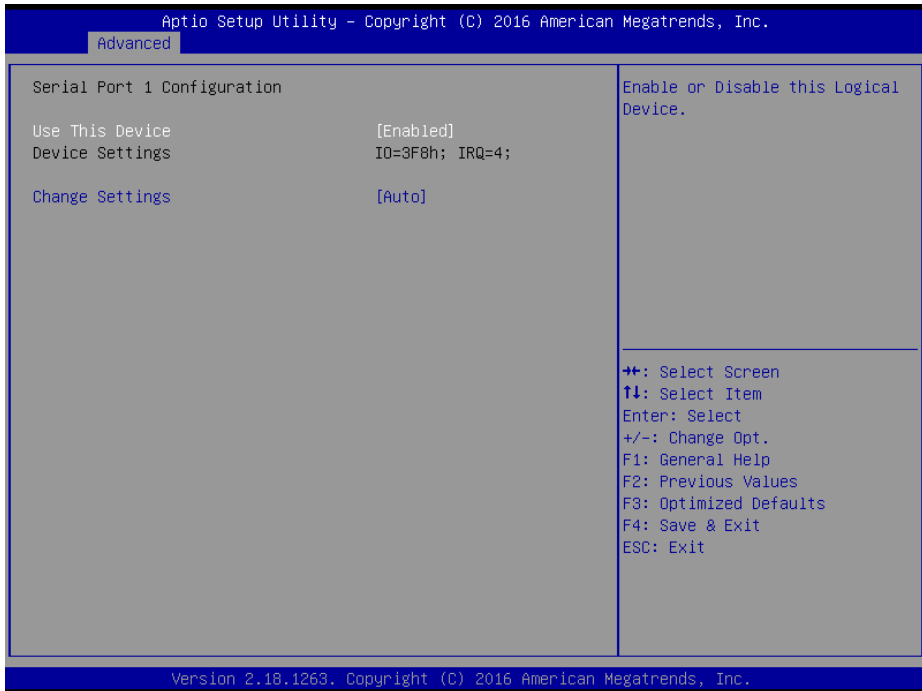 Aptio Setup Utility – Copyright (C) 2016 American Megatrends, Inc.
Advanced
Serial Port 1 Configuration
Use This Device [Enabled]
Device Settings IO=3F8h; IRQ=4;
Change Settings [Auto]
Enable or Disable this Logical
Device.
→←: Select Screen
↑↓: Select Item
Enter: Select
+/-: Change Opt.
F1: General Help
F2: Previous Values
F3: Optimized Defaults
F4: Save & Exit
ESC: Exit
Version 2.18.1263. Copyright (C) 2016 American Megatrends, Inc.